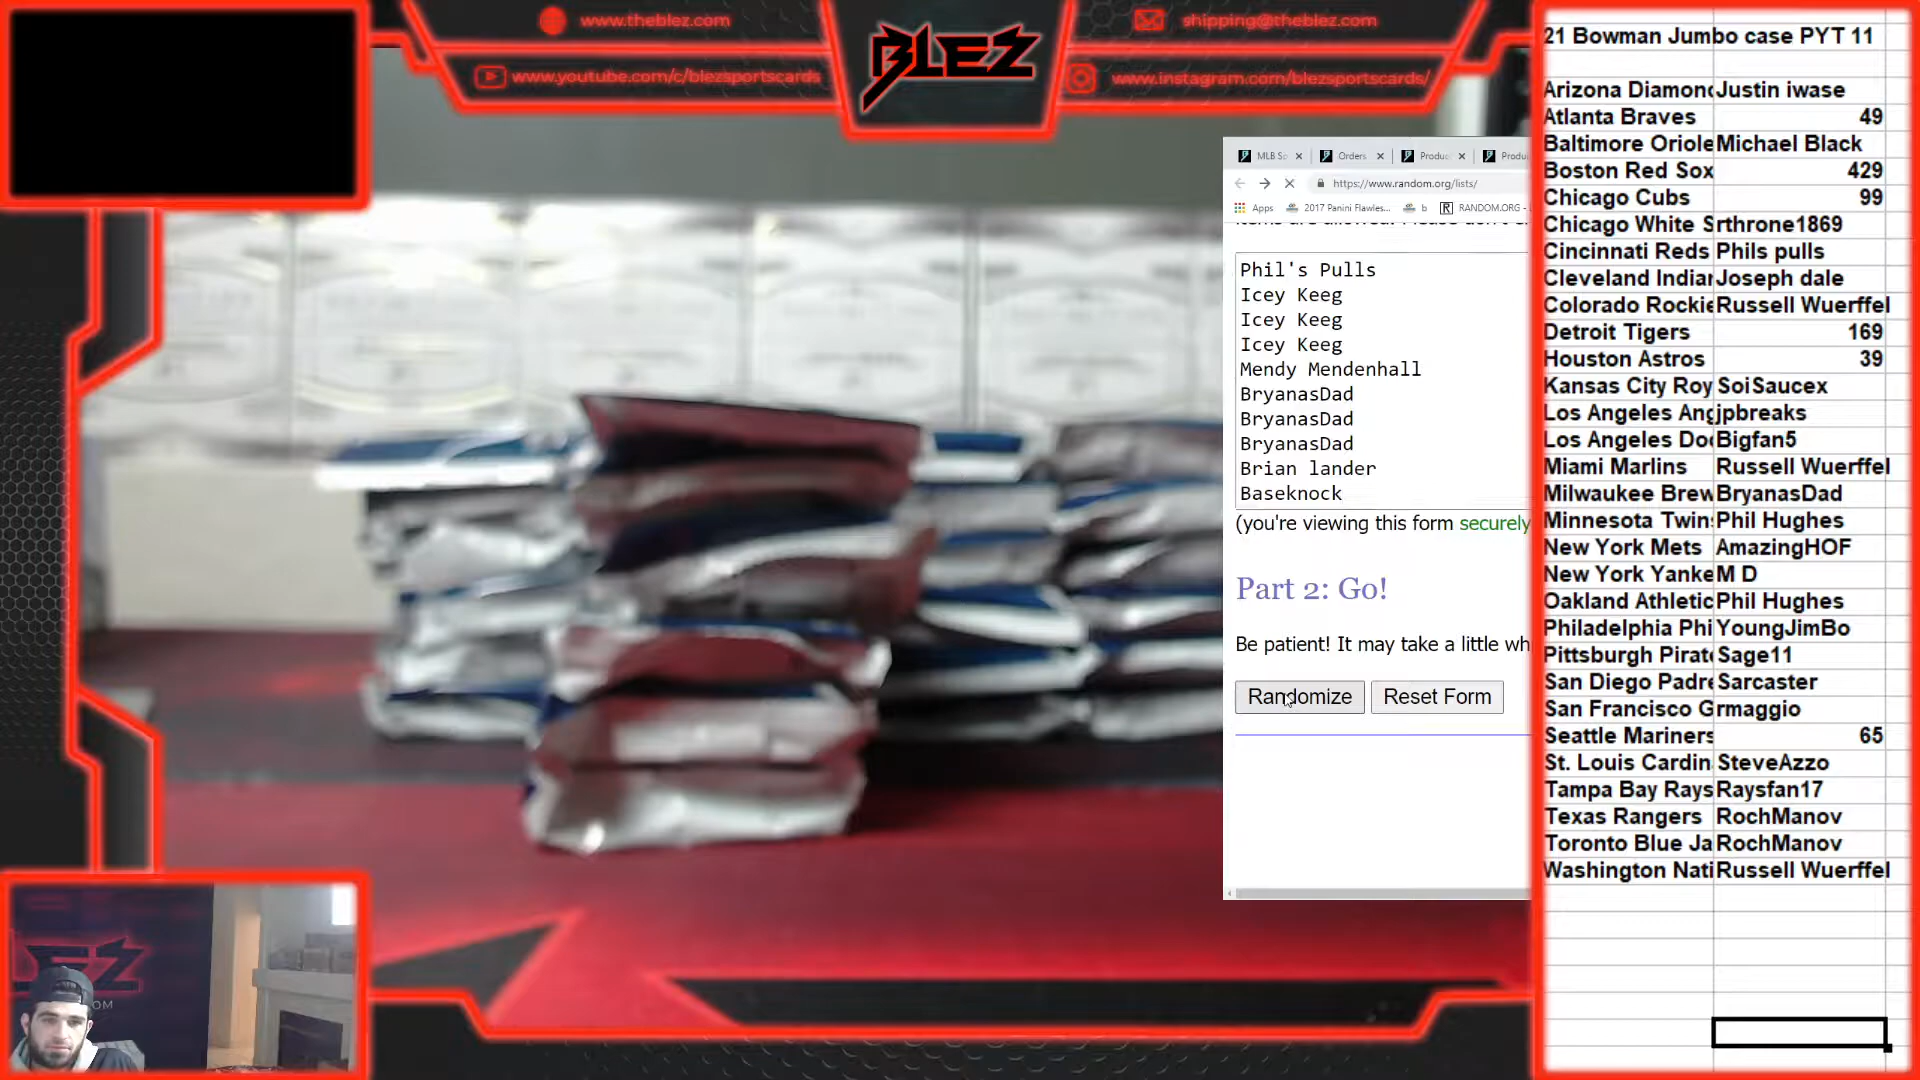 www.theblez.com
www.youtube.com/c/blezsportscards
BLEZ
shipping@theblez.com
www.instagram.com/blezsportscards/
MLB Sp
Orders
Produc
Produ
https://www.random.org/lists/
Apps
2017 Panini Flawles...
b
RANDOM.ORG -
Phil's Pulls
Icey Keeg
Icey Keeg
Icey Keeg
Mendy Mendenhall
BryanasDad
BryanasDad
BryanasDad
Brian lander
Baseknock
(you're viewing this form securely
Part 2: Go!
Be patient! It may take a little wh
Randomize
Reset Form
21 Bowman Jumbo case PYT 11
Arizona Diamond Justin iwase
Atlanta Braves 49
Baltimore Oriole Michael Black
Boston Red Sox 429
Chicago Cubs 99
Chicago White S rthrone1869
Cincinnati Reds Phils pulls
Cleveland Indian Joseph dale
Colorado Rockie Russell Wuerffel
Detroit Tigers 169
Houston Astros 39
Kansas City Roy SoiSaucex
Los Angeles Ang jpbreaks
Los Angeles Dod Bigfan5
Miami Marlins Russell Wuerffel
Milwaukee Brew BryanasDad
Minnesota Twins Phil Hughes
New York Mets AmazingHOF
New York Yanke M D
Oakland Athletic Phil Hughes
Philadelphia Phi YoungJimBo
Pittsburgh Pirate Sage11
San Diego Padre Sarcaster
San Francisco G rmaggio
Seattle Mariners 65
St. Louis Cardin SteveAzzo
Tampa Bay Rays Raysfan17
Texas Rangers RochManov
Toronto Blue Ja RochManov
Washington Nati Russell Wuerffel